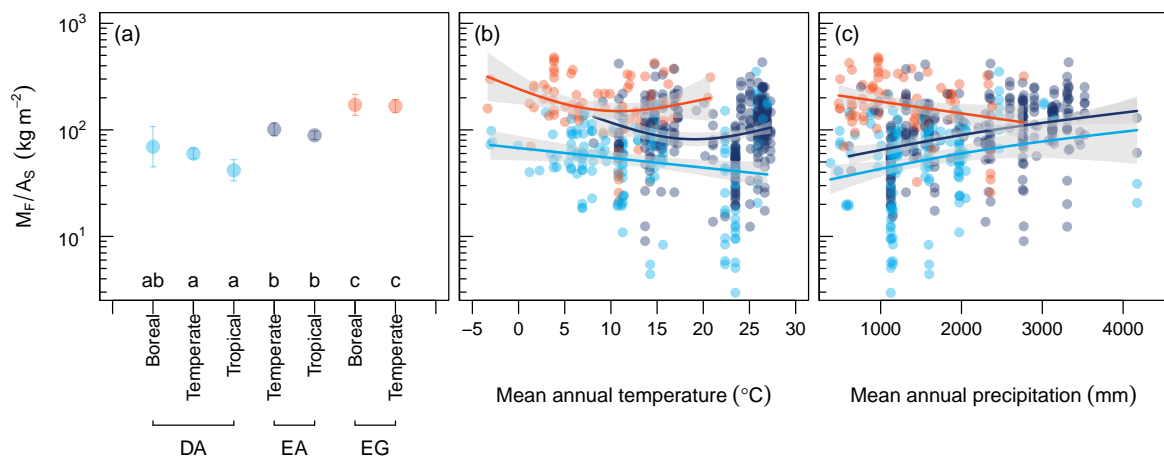 (a)
(b)
(c)
M_F/A_S (kg m⁻²)
10³
10²
10¹
ab a a b b c c
Boreal
Temperate
Tropical
Temperate
Tropical
Boreal
Temperate
DA EA EG
−5 0 5 10 15 20 25 30
Mean annual temperature (°C)
1000 2000 3000 4000
Mean annual precipitation (mm)